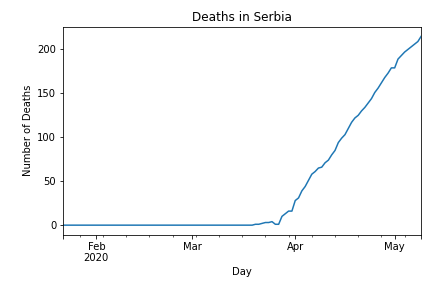 Deaths in Serbia
Number of Deaths
200
150
100
50
0
Feb
2020
Mar
Apr
May
Day